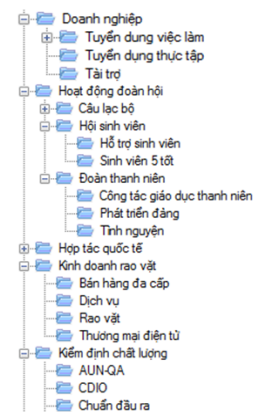 Doanh nghiệp
Tuyển dung việc làm
Tuyển dung thực tập
Tài trợ
Hoạt động đoàn hội
Câu lạc bộ
Hội sinh viên
Hỗ trợ sinh viên
Sinh viên 5 tốt
Đoàn thanh niên
Công tác giáo dục thanh niên
Phát triển đảng
Tình nguyện
Hợp tác quốc tế
Kinh doanh rao vặt
Bán hàng đa cấp
Dịch vụ
Rao vặt
Thương mại điện tử
Kiểm định chất lượng
AUN-QA
CDIO
Chuẩn đầu ra